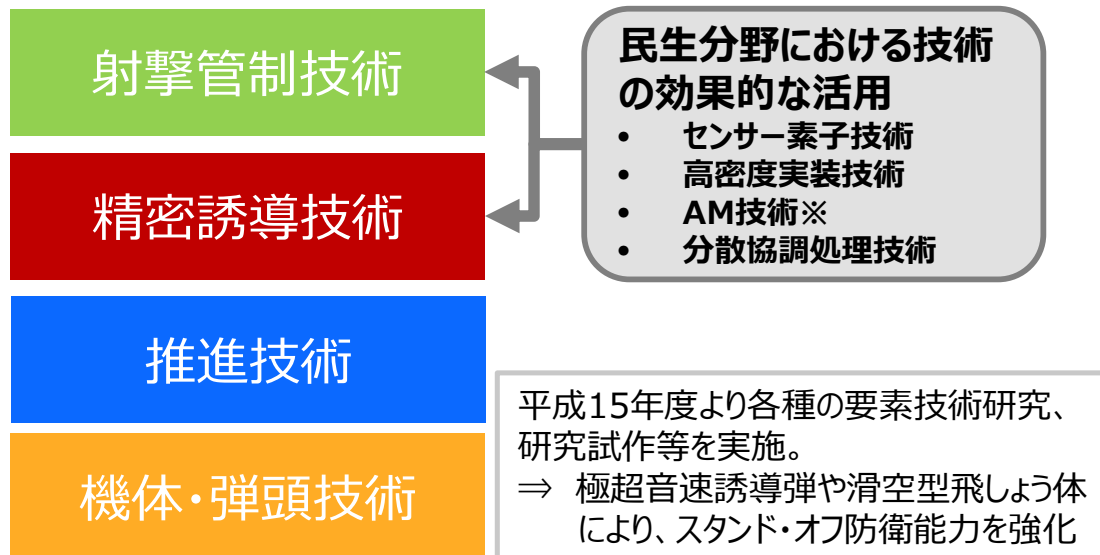 射撃管制技術
精密誘導技術
推進技術
機体・弾頭技術
民生分野における技術
の効果的な活用
• センサー素子技術
• 高密度実装技術
• AM技術※
• 分散協調処理技術
平成15年度より各種の要素技術研究、
研究試作等を実施。
⇒ 極超音速誘導弾や滑空型飛しょう体
により、スタンド・オフ防衛能力を強化